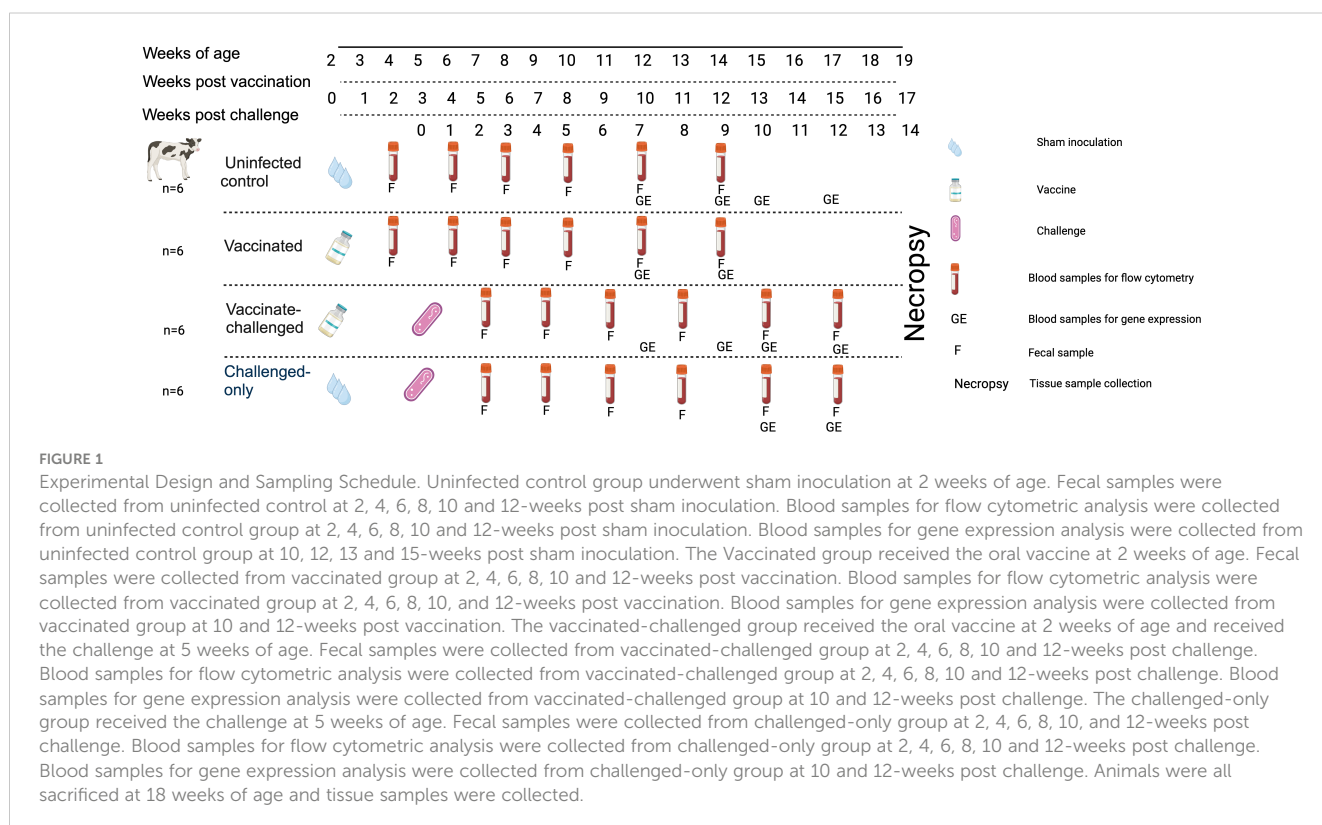 Weeks of age
2 3 4 5 6 7 8 9 10 11 12 13 14 15 16 17 18 19
Weeks post vaccination
0 1 2 3 4 5 6 7 8 9 10 11 12 13 14 15 16 17
Weeks post challenge
0 1 2 3 4 5 6 7 8 9 10 11 12 13 14
Uninfected
control
n=6
F F F F F F
GE GE GE GE
Vaccinated
n=6
F F F F F F
GE GE
Vaccinate-
challenged
n=6
F F F F F F
GE GE GE GE
Challenged-
only
n=6
F F F F F F
GE GE
Necropsy
Sham inoculation
Vaccine
Challenge
Blood samples for flow cytometry
GE Blood samples for gene expression
F Fecal sample
Necropsy Tissue sample collection
FIGURE 1
Experimental Design and Sampling Schedule. Uninfected control group underwent sham inoculation at 2 weeks of age. Fecal samples were
collected from uninfected control at 2, 4, 6, 8, 10 and 12-weeks post sham inoculation. Blood samples for flow cytometric analysis were collected
from uninfected control group at 2, 4, 6, 8, 10 and 12-weeks post sham inoculation. Blood samples for gene expression analysis were collected from
uninfected control group at 10, 12, 13 and 15-weeks post sham inoculation. The Vaccinated group received the oral vaccine at 2 weeks of age. Fecal
samples were collected from vaccinated group at 2, 4, 6, 8, 10 and 12-weeks post vaccination. Blood samples for flow cytometric analysis were
collected from vaccinated group at 2, 4, 6, 8, 10, and 12-weeks post vaccination. Blood samples for gene expression analysis were collected from
vaccinated group at 10 and 12-weeks post vaccination. The vaccinated-challenged group received the oral vaccine at 2 weeks of age and received
the challenge at 5 weeks of age. Fecal samples were collected from vaccinated-challenged group at 2, 4, 6, 8, 10 and 12-weeks post challenge.
Blood samples for flow cytometric analysis were collected from vaccinated-challenged group at 2, 4, 6, 8, 10 and 12-weeks post challenge. Blood
samples for gene expression analysis were collected from vaccinated-challenged group at 10 and 12-weeks post challenge. The challenged-only
group received the challenge at 5 weeks of age. Fecal samples were collected from challenged-only group at 2, 4, 6, 8, 10, and 12-weeks post
challenge. Blood samples for flow cytometric analysis were collected from challenged-only group at 2, 4, 6, 8, 10 and 12-weeks post challenge.
Blood samples for gene expression analysis were collected from challenged-only group at 10 and 12-weeks post challenge. Animals were all
sacrificed at 18 weeks of age and tissue samples were collected.